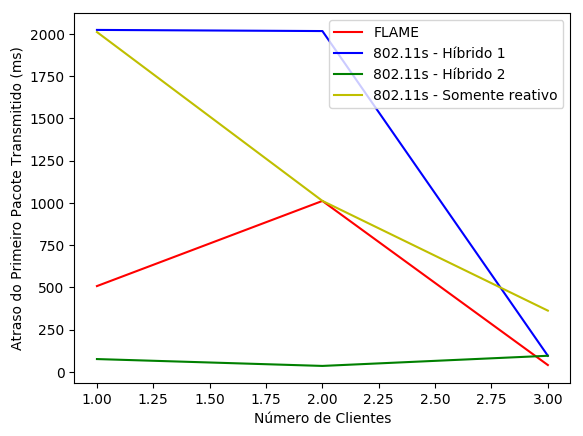 2000
1750
1500
1250
1000
750
500
250
0
Atraso do Primeiro Pacote Transmitido (ms)
FLAME
802.11s - Híbrido 1
802.11s - Híbrido 2
802.11s - Somente reativo
1.00 1.25 1.50 1.75 2.00 2.25 2.50 2.75 3.00
Número de Clientes